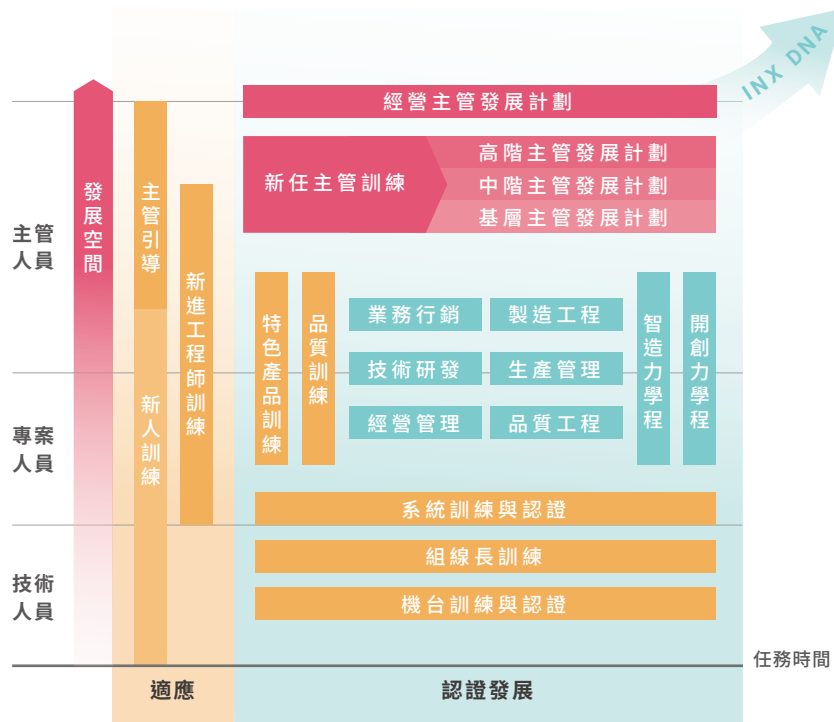 INX DNA
經營主管發展計劃
新任主管訓練
高階主管發展計劃
中階主管發展計劃
基層主管發展計劃
主管
人員
專案
人員
技術
人員
發展空間
主管引導
新人訓練
新進工程師訓練
特色產品訓練
品質訓練
業務行銷
製造工程
技術研發
生產管理
經營管理
品質工程
智造力學程
開創力學程
系統訓練與認證
組線長訓練
機台訓練與認證
任務時間
適應
認證發展